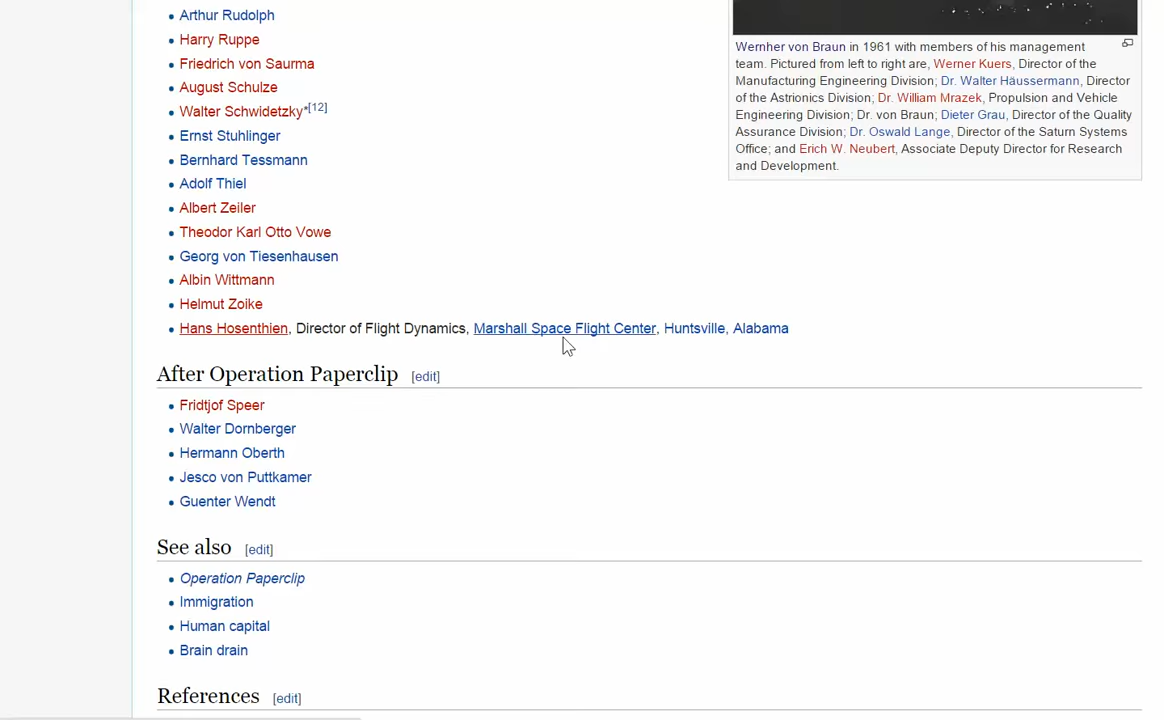 Arthur Rudolph
Harry Ruppe
Friedrich von Saurma
August Schulze
Walter Schwidetzky*[12]
Ernst Stuhlinger
Bernhard Tessmann
Adolf Thiel
Albert Zeiler
Theodor Karl Otto Vowe
Georg von Tiesenhausen
Albin Wittmann
Helmut Zoike
Hans Hosenthien, Director of Flight Dynamics, Marshall Space Flight Center, Huntsville, Alabama
Wernher von Braun in 1961 with members of his management
team. Pictured from left to right are, Werner Kuers, Director of the
Manufacturing Engineering Division; Dr. Walter Häussermann, Director
of the Astrionics Division; Dr. William Mrazek, Propulsion and Vehicle
Engineering Division; Dr. von Braun; Dieter Grau, Director of the Quality
Assurance Division; Dr. Oswald Lange, Director of the Saturn Systems
Office; and Erich W. Neubert, Associate Deputy Director for Research
and Development.
After Operation Paperclip [edit]
Fridtjof Speer
Walter Dornberger
Hermann Oberth
Jesco von Puttkamer
Guenter Wendt
See also [edit]
Operation Paperclip
Immigration
Human capital
Brain drain
References [edit]